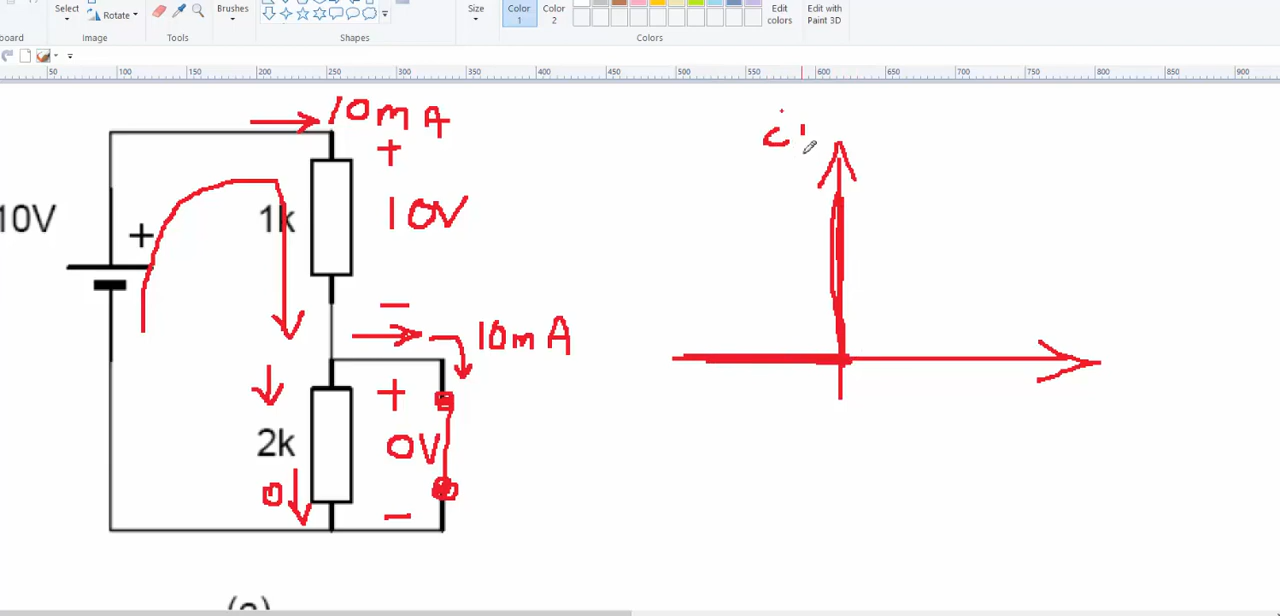 Select
Rotate
Brushes
Size
Color
1
Color
2
Edit
colors
Edit with
Paint 3D
board
Image
Tools
Shapes
Colors
50 100 150 200 250 300 350 400 450 500 550 600 650 700 750 800 850 900
10mA
+
10V
+
1k
10V
−
10mA
+
2k
0V
0
−